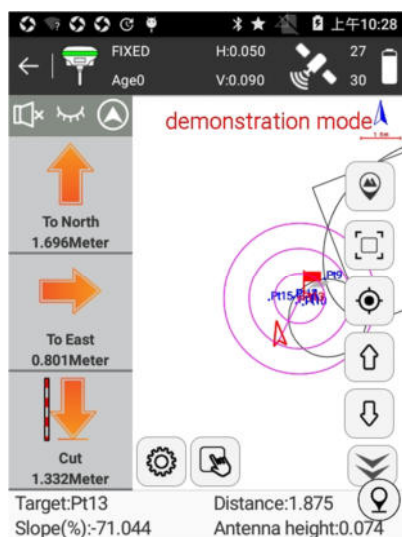 上午10:28
FIXED H:0.050 27
Age0 V:0.090 30
demonstration mode
To North
1.696Meter
To East
0.801Meter
Cut
1.332Meter
Pt9
Pt15
Target:Pt13 Distance:1.875
Slope(%):-71.044 Antenna height:0.074